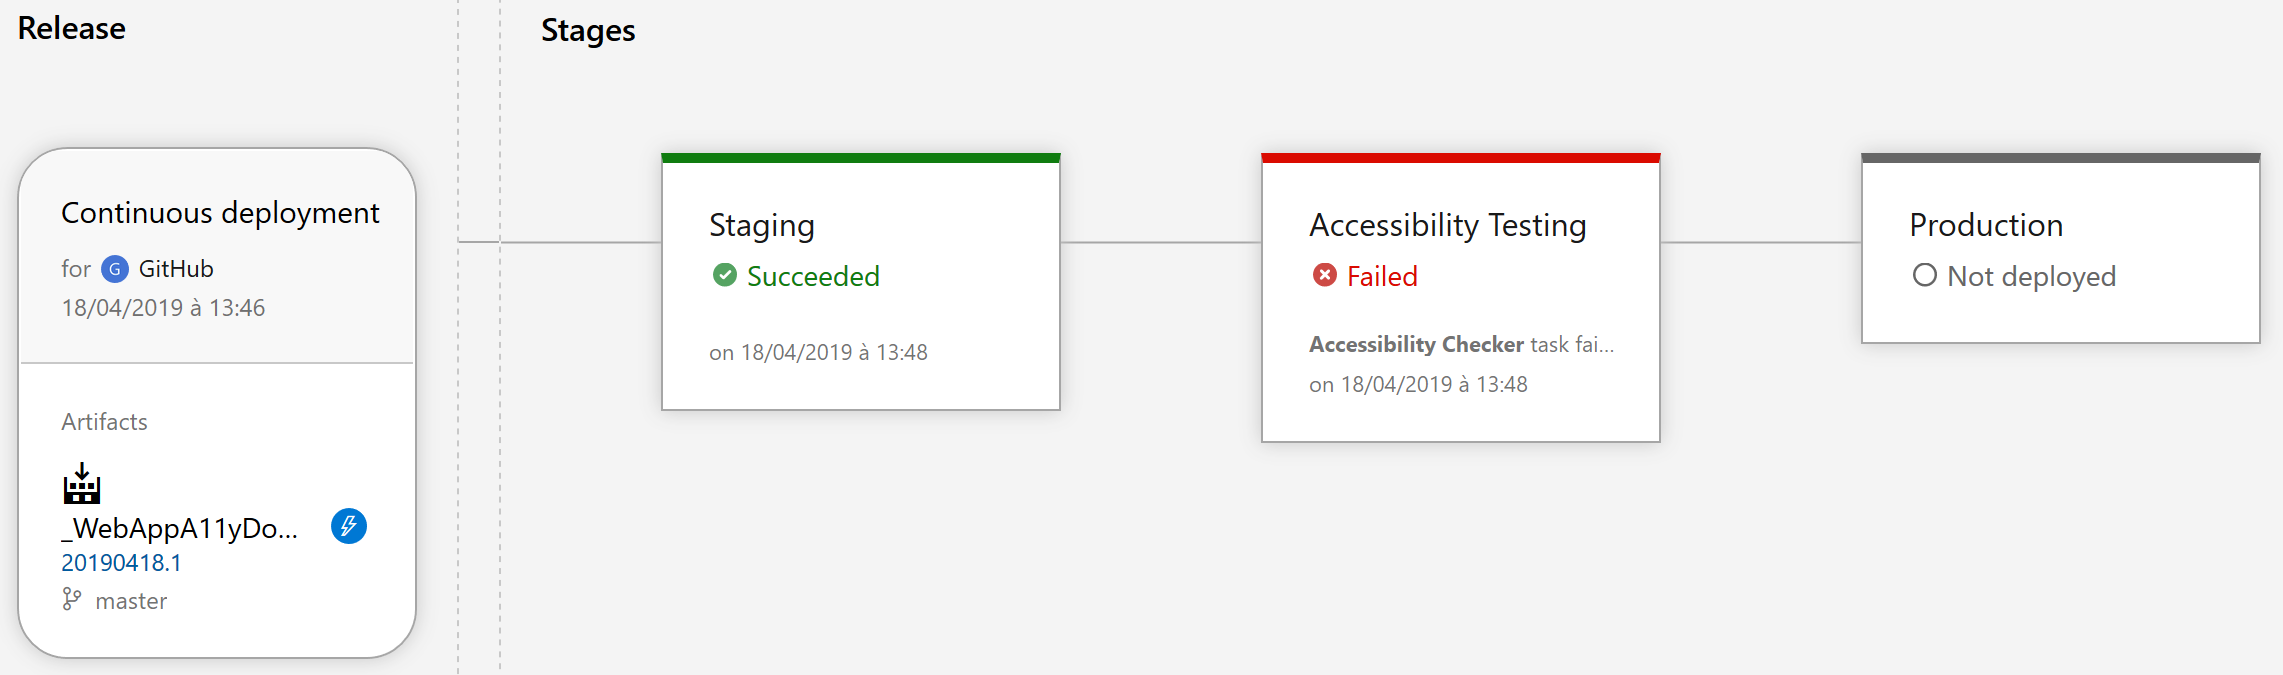 Release
Stages
Continuous deployment
for G GitHub
18/04/2019 à 13:46
Artifacts
_WebAppA11yDo...
20190418.1
master
Staging
Succeeded
on 18/04/2019 à 13:48
Accessibility Testing
Failed
Accessibility Checker task fai...
on 18/04/2019 à 13:48
Production
Not deployed